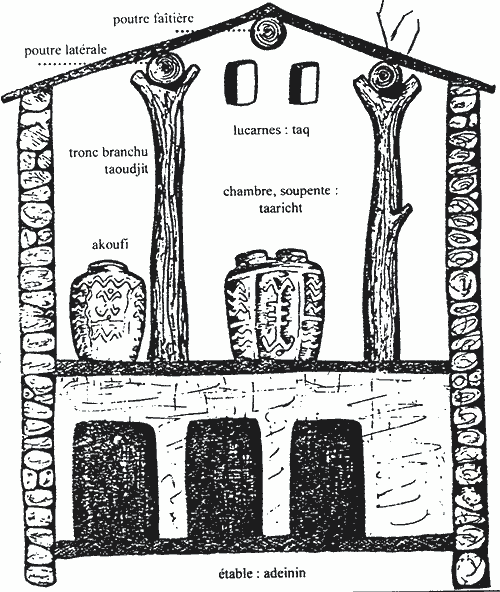 poutre faîtière
poutre latérale
lucarnes : taq
tronc branchu
taoudjit
chambre, soupente :
taaricht
akoufi
étable : adeinin